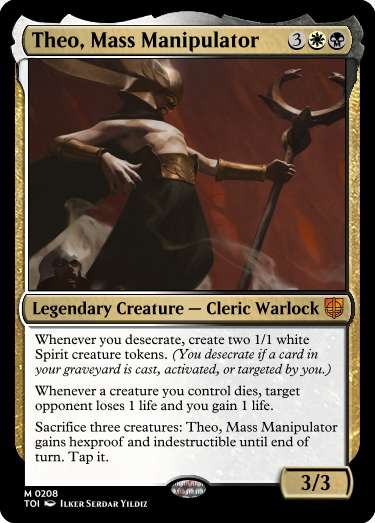 Theo, Mass Manipulator 3
Legendary Creature — Cleric Warlock
Whenever you desecrate, create two 1/1 white
Spirit creature tokens. (You desecrate if a card in
your graveyard is cast, activated, or targeted by you.)
Whenever a creature you control dies, target
opponent loses 1 life and you gain 1 life.
Sacrifice three creatures: Theo, Mass Manipulator
gains hexproof and indestructible until end of
turn. Tap it.
3/3
M 0208
TOI Ilker Serdar Yildiz